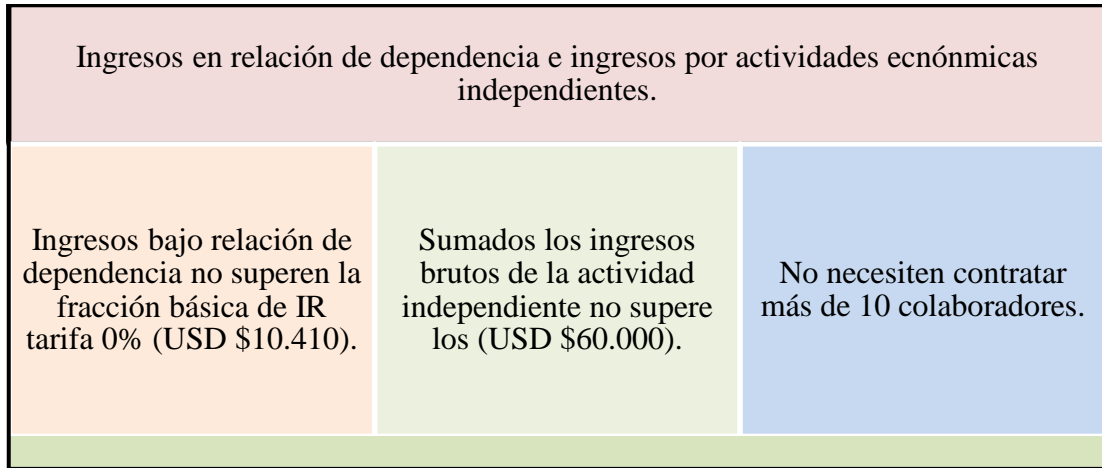 Ingresos en relación de dependencia e ingresos por actividades ecnónmicas
independientes.
Ingresos bajo relación de
dependencia no superen la
fracción básica de IR
tarifa 0% (USD $10.410).
Sumados los ingresos
brutos de la actividad
independiente no supere
los (USD $60.000).
No necesiten contratar
más de 10 colaboradores.